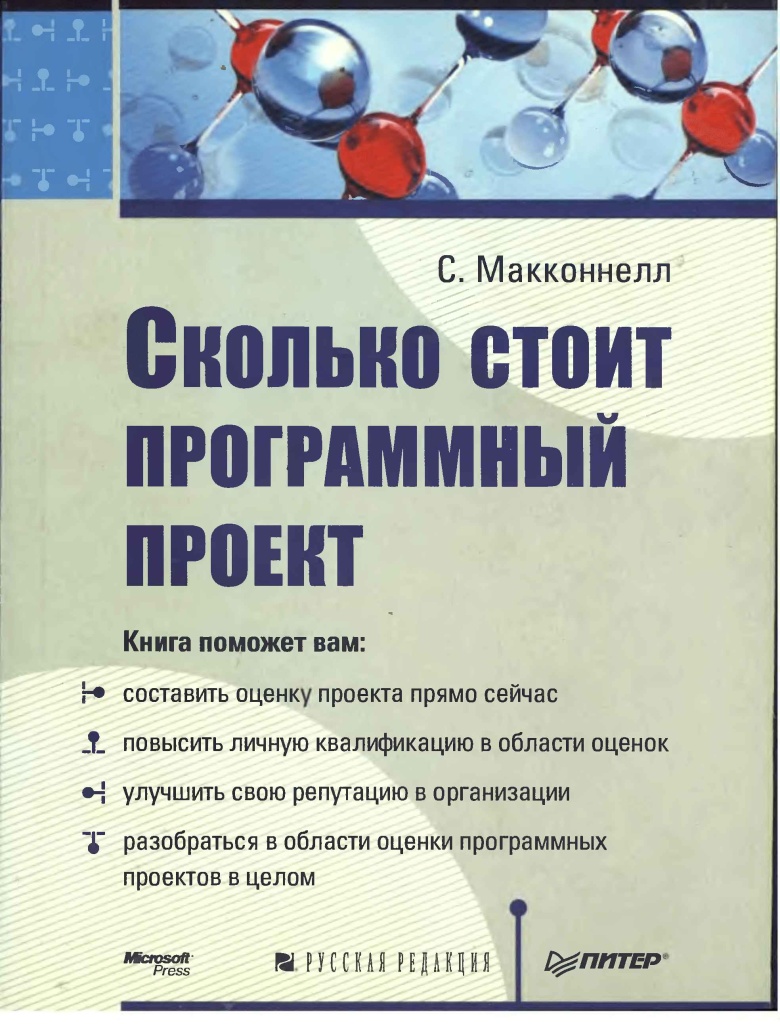 С. Макконнелл
Сколько стоит
программный
проект
Книга поможет вам:
составить оценку проекта прямо сейчас
повысить личную квалификацию в области оценок
улучшить свою репутацию в организации
разобраться в области оценки программных
проектов в целом
Microsoft
Press
РУССКАЯ РЕДАКЦИЯ
ПИТЕР®